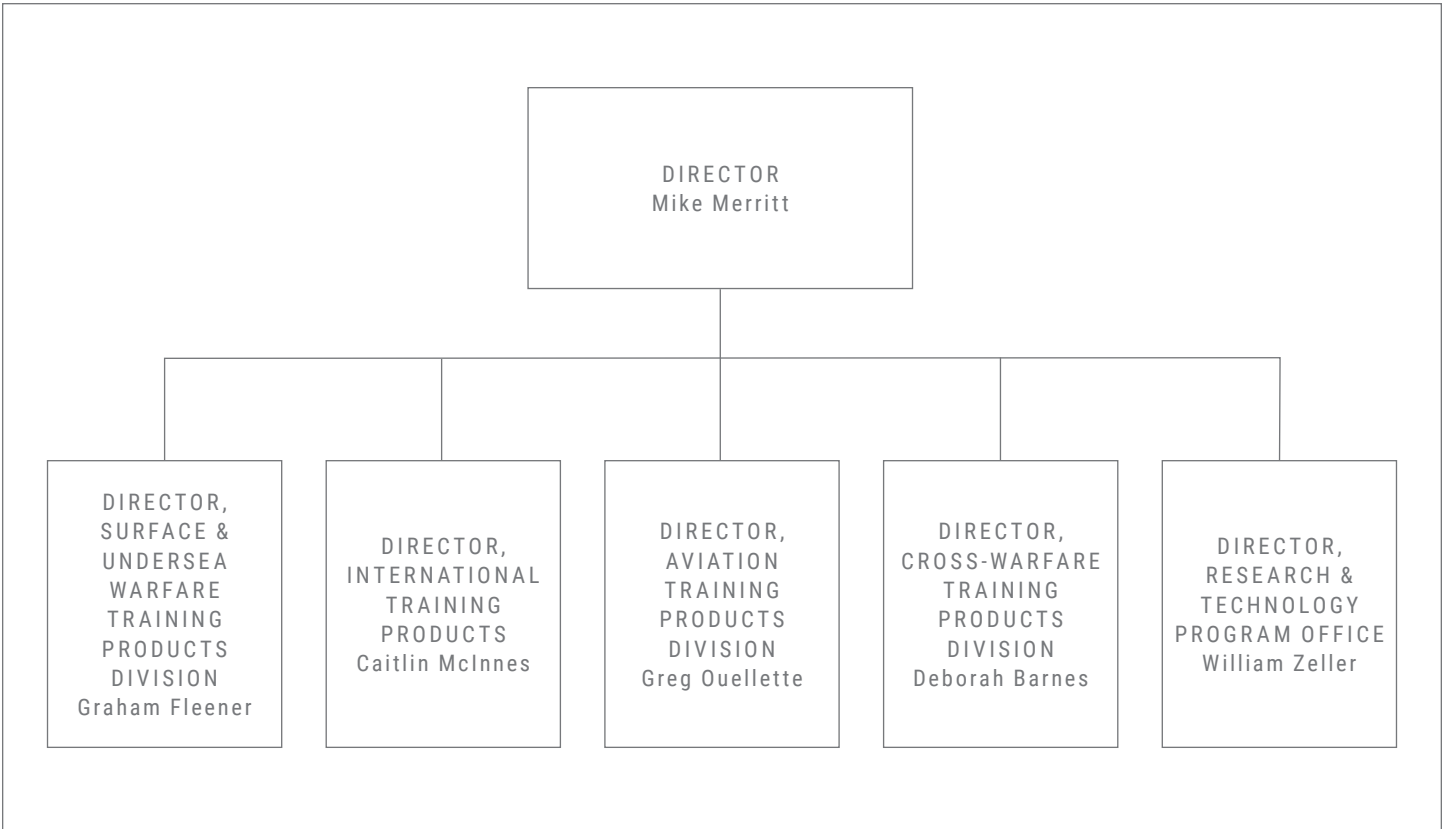 DIRECTOR
Mike Merritt
DIRECTOR,
SURFACE &
UNDERSEA
WARFARE
TRAINING
PRODUCTS
DIVISION
Graham Fleener
DIRECTOR,
INTERNATIONAL
TRAINING
PRODUCTS
Caitlin McInnes
DIRECTOR,
AVIATION
TRAINING
PRODUCTS
DIVISION
Greg Ouellette
DIRECTOR,
CROSS-WARFARE
TRAINING
PRODUCTS
DIVISION
Deborah Barnes
DIRECTOR,
RESEARCH &
TECHNOLOGY
PROGRAM OFFICE
William Zeller